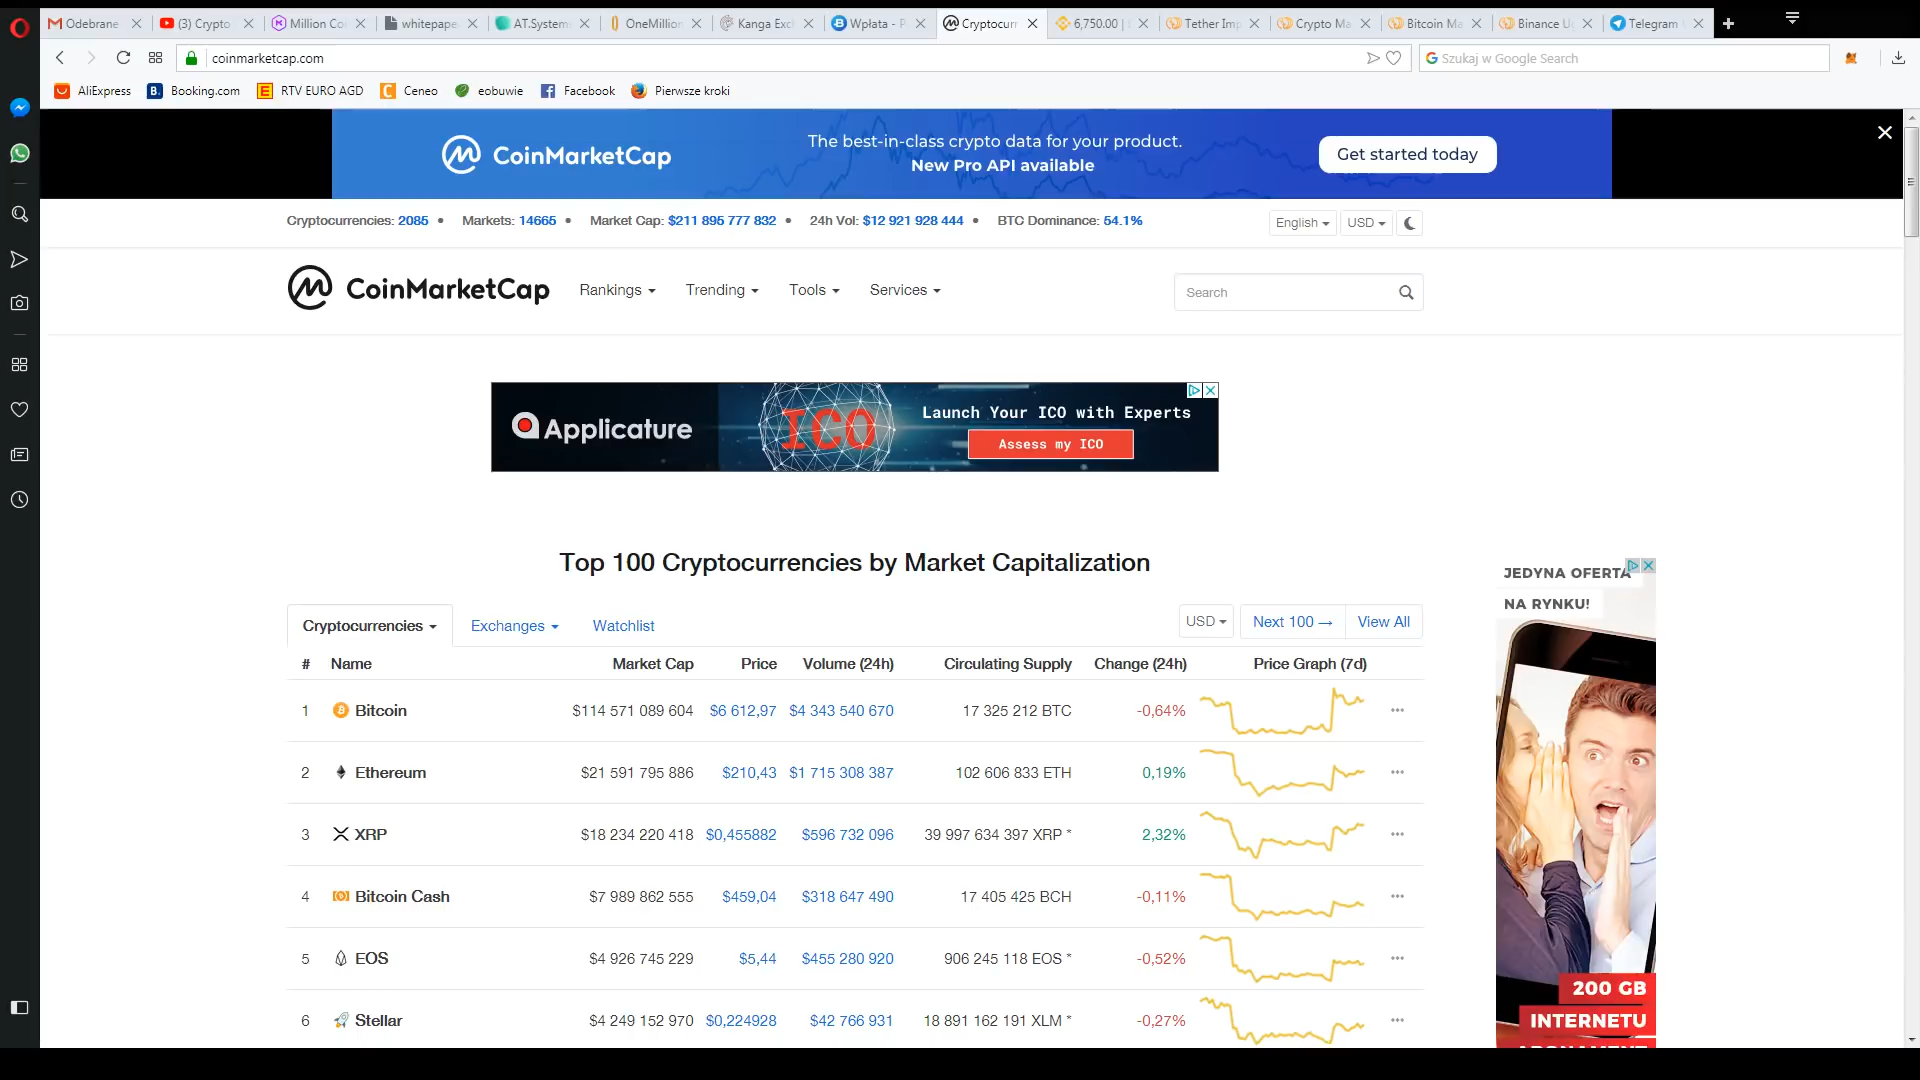 Odebrane
(3) Crypto
Million Co
whitepape
AT.System
OneMillion
Kanga Exc
Wpłata - P
Cryptocurr
6,750.00 |
Tether Imp
Crypto Ma
Bitcoin Ma
Binance U
Telegram
coinmarketcap.com
Szukaj w Google Search
AliExpress
Booking.com
RTV EURO AGD
Ceneo
eobuwie
Facebook
Pierwsze kroki
CoinMarketCap
The best-in-class crypto data for your product.
New Pro API available
Get started today
Cryptocurrencies: 2085 • Markets: 14665 • Market Cap: $211 895 777 832 • 24h Vol: $12 921 928 444 • BTC Dominance: 54.1%
English
USD
CoinMarketCap
Rankings
Trending
Tools
Services
Search
Applicature
ICO
Launch Your ICO with Experts
Assess my ICO
Top 100 Cryptocurrencies by Market Capitalization
Cryptocurrencies
Exchanges
Watchlist
USD
Next 100 →
View All
# Name Market Cap Price Volume (24h) Circulating Supply Change (24h) Price Graph (7d)
1 Bitcoin $114 571 089 604 $6 612,97 $4 343 540 670 17 325 212 BTC -0,64%
2 Ethereum $21 591 795 886 $210,43 $1 715 308 387 102 606 833 ETH 0,19%
3 XRP $18 234 220 418 $0,455882 $596 732 096 39 997 634 397 XRP * 2,32%
4 Bitcoin Cash $7 989 862 555 $459,04 $318 647 490 17 405 425 BCH -0,11%
5 EOS $4 926 745 229 $5,44 $455 280 920 906 245 118 EOS * -0,52%
6 Stellar $4 249 152 970 $0,224928 $42 766 931 18 891 162 191 XLM * -0,27%
JEDYNA OFERTA
NA RYNKU!
200 GB
INTERNETU